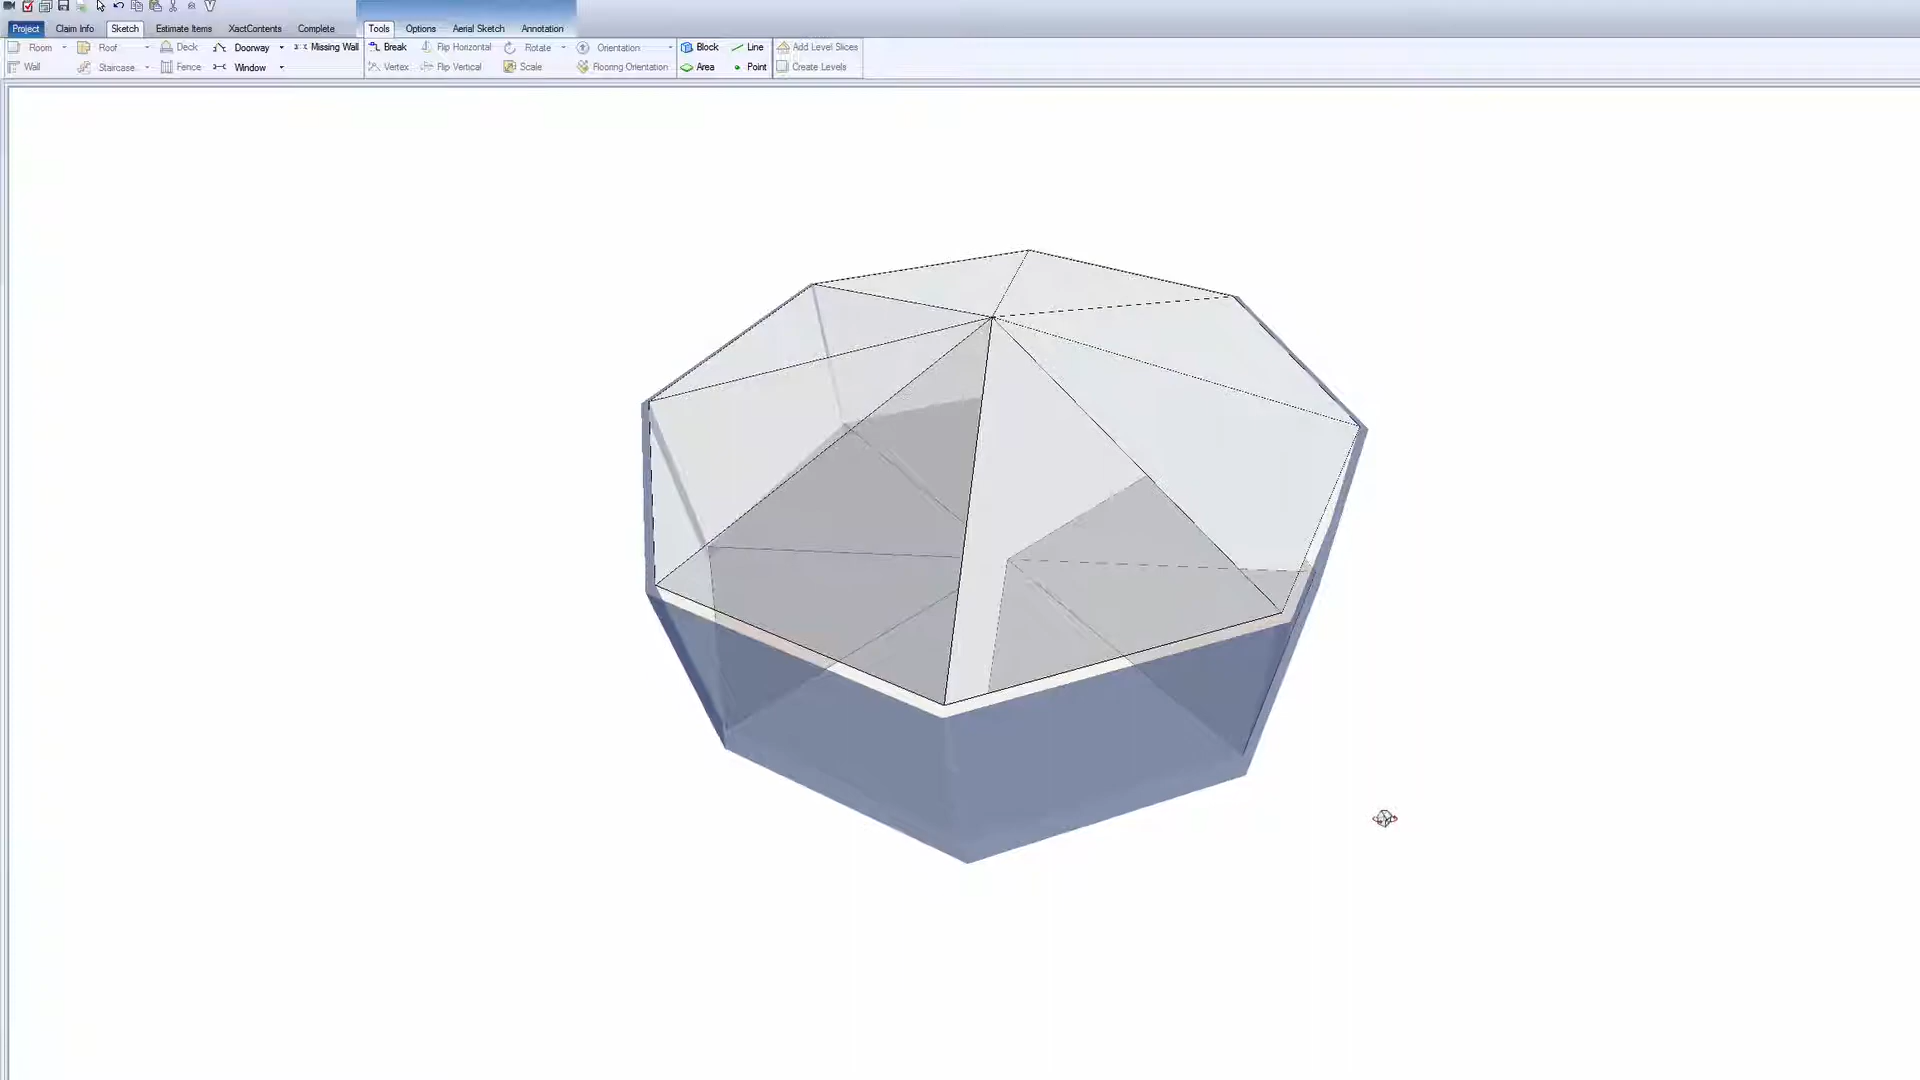 Project Claim Info Sketch Estimate Items XactContents Complete Tools Options Aerial Sketch Annotation
Room Roof Deck Doorway Missing Wall Break Flip Horizontal Rotate Orientation Block Line Add Level Slices
Wall Staircase Fence Window Vertex Flip Vertical Scale Flooring Orientation Area Point Create Levels